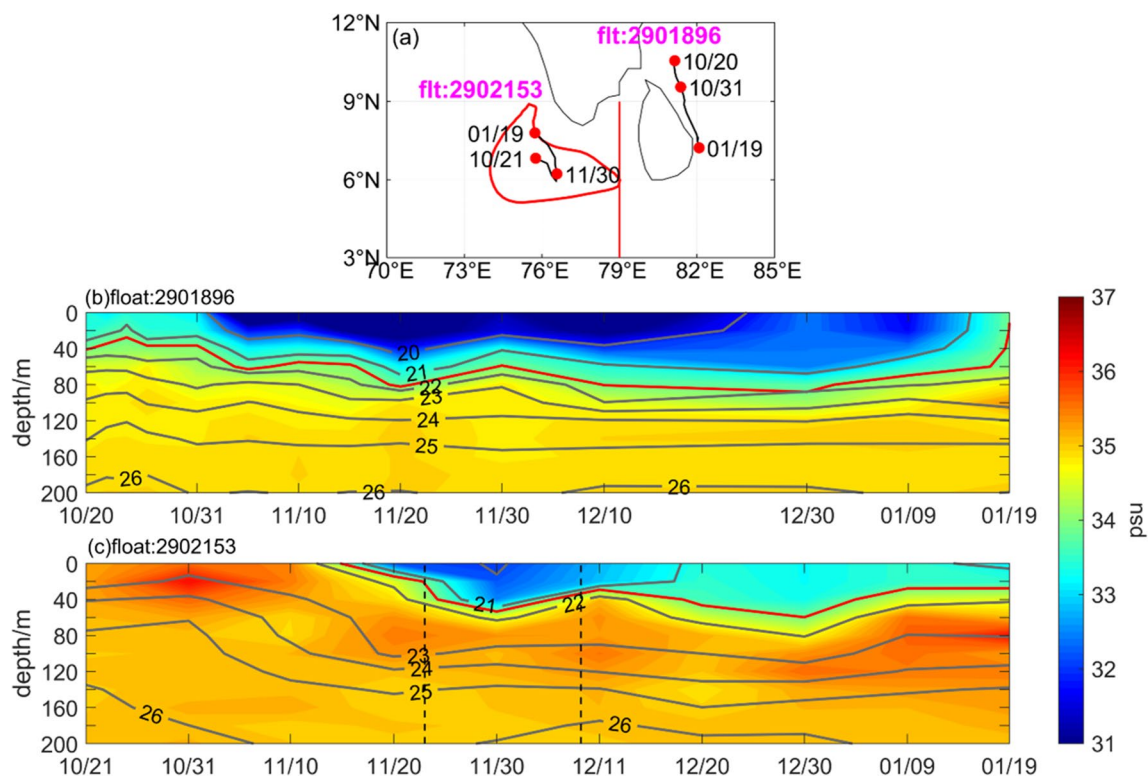 (a)
flt:2901896
flt:2902153
10/20
10/31
01/19
01/19
10/21
11/30
12°N
9°N
6°N
3°N
70°E 73°E 76°E 79°E 82°E 85°E
(b)float:2901896
depth/m
0
40
80
120
160
200
20
21
22
23
24
25
26 26 26
10/20 10/31 11/10 11/20 11/30 12/10 12/30 01/09 01/19
(c)float:2902153
depth/m
0
40
80
120
160
200
21 22
23
24
25
26 26
10/21 10/31 11/10 11/20 11/30 12/11 12/20 12/30 01/09 01/19
37
36
35
34
33
32
31
psu